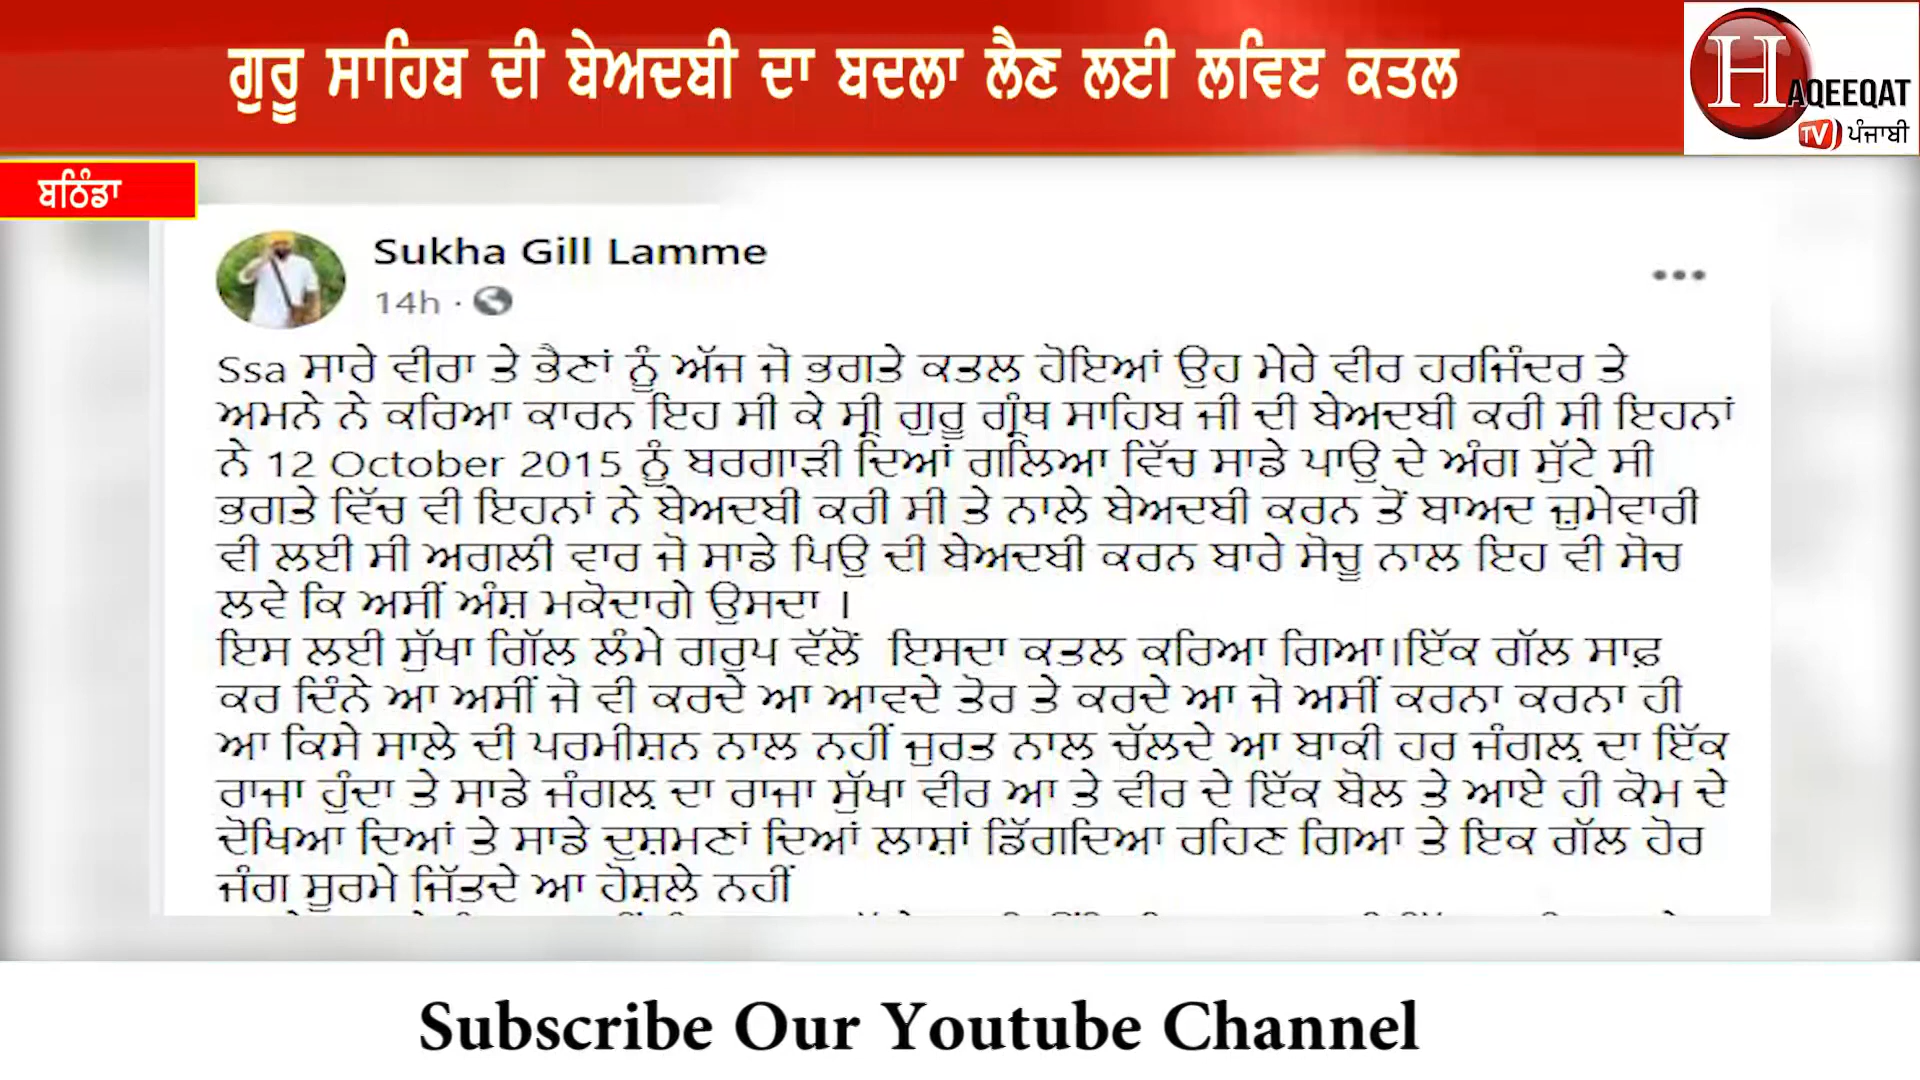 ਗੁਰੂ ਸਾਹਿਬ ਦੀ ਬੇਅਦਬੀ ਦਾ ਬਦਲਾ ਲੈਣ ਲਈ ਲਵਿਏ ਕਤਲ
HAQEEQAT
TV ਪੰਜਾਬੀ
ਬਠਿੰਡਾ
Sukha Gill Lamme
14h ·
Ssa ਸਾਰੇ ਵੀਰਾ ਤੇ ਭੈਣਾਂ ਨੂੰ ਅੱਜ ਜੋ ਭਗਤੇ ਕਤਲ ਹੋਇਆਂ ਉਹ ਮੇਰੇ ਵੀਰ ਹਰਜਿੰਦਰ ਤੇ
ਅਮਨੇ ਨੇ ਕਰਿਆ ਕਾਰਨ ਇਹ ਸੀ ਕੇ ਸ੍ਰੀ ਗੁਰੂ ਗ੍ਰੰਥ ਸਾਹਿਬ ਜੀ ਦੀ ਬੇਅਦਬੀ ਕਰੀ ਸੀ ਇਹਨਾਂ
ਨੇ 12 October 2015 ਨੂੰ ਬਰਗਾੜੀ ਦਿਆਂ ਗਲਿਆ ਵਿੱਚ ਸਾਡੇ ਪਾਉ ਦੇ ਅੰਗ ਸੁੱਟੇ ਸੀ
ਭਗਤੇ ਵਿੱਚ ਵੀ ਇਹਨਾਂ ਨੇ ਬੇਅਦਬੀ ਕਰੀ ਸੀ ਤੇ ਨਾਲੇ ਬੇਅਦਬੀ ਕਰਨ ਤੋਂ ਬਾਅਦ ਜ਼ੁਮੇਵਾਰੀ
ਵੀ ਲਈ ਸੀ ਅਗਲੀ ਵਾਰ ਜੋ ਸਾਡੇ ਪਿਉ ਦੀ ਬੇਅਦਬੀ ਕਰਨ ਬਾਰੇ ਸੋਚੂ ਨਾਲ ਇਹ ਵੀ ਸੋਚ
ਲਵੇ ਕਿ ਅਸੀਂ ਅੰਸ਼ ਮਕੋਦਾਗੇ ਉਸਦਾ ।
ਇਸ ਲਈ ਸੁੱਖਾ ਗਿੱਲ ਲੰਮੇ ਗਰੁਪ ਵੱਲੋਂ ਇਸਦਾ ਕਤਲ ਕਰਿਆ ਗਿਆ।ਇੱਕ ਗੱਲ ਸਾਫ਼
ਕਰ ਦਿੰਨੇ ਆ ਅਸੀਂ ਜੋ ਵੀ ਕਰਦੇ ਆ ਆਵਦੇ ਤੋਰ ਤੇ ਕਰਦੇ ਆ ਜੋ ਅਸੀਂ ਕਰਨਾ ਕਰਨਾ ਹੀ
ਆ ਕਿਸੇ ਸਾਲੇ ਦੀ ਪਰਮੀਸ਼ਨ ਨਾਲ ਨਹੀਂ ਜੁਰਤ ਨਾਲ ਚੱਲਦੇ ਆ ਬਾਕੀ ਹਰ ਜੰਗਲ਼ ਦਾ ਇੱਕ
ਰਾਜਾ ਹੁੰਦਾ ਤੇ ਸਾਡੇ ਜੰਗਲ਼ ਦਾ ਰਾਜਾ ਸੁੱਖਾ ਵੀਰ ਆ ਤੇ ਵੀਰ ਦੇ ਇੱਕ ਬੋਲ ਤੇ ਆਏ ਹੀ ਕੋਮ ਦੇ
ਦੋਖਿਆ ਦਿਆਂ ਤੇ ਸਾਡੇ ਦੁਸ਼ਮਣਾਂ ਦਿਆਂ ਲਾਸ਼ਾਂ ਡਿੱਗਦਿਆ ਰਹਿਣ ਗਿਆ ਤੇ ਇਕ ਗੱਲ ਹੋਰ
ਜੰਗ ਸੂਰਮੇ ਜਿੱਤਦੇ ਆ ਹੋਸ਼ਲੇ ਨਹੀਂ
Subscribe Our Youtube Channel